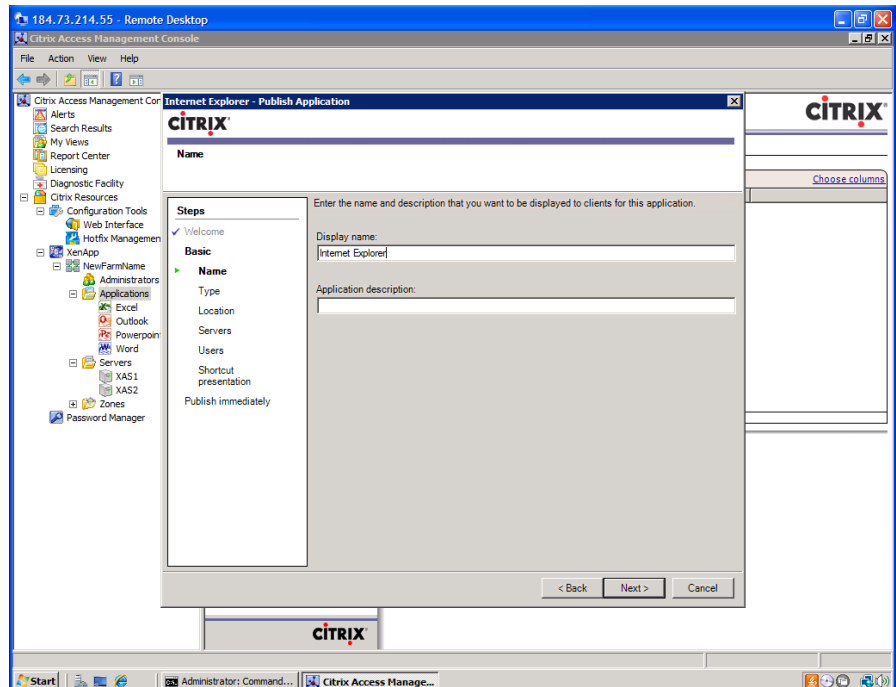 184.73.214.55 - Remote Desktop
Citrix Access Management Console
File Action View Help
Citrix Access Management Con
Alerts
Search Results
My Views
Report Center
Licensing
Diagnostic Facility
Citrix Resources
Configuration Tools
Web Interface
Hotfix Managemen
XenApp
NewFarmName
Administrators
Applications
Excel
Outlook
Powerpoin
Word
Servers
XAS1
XAS2
Zones
Password Manager
Internet Explorer - Publish Application
CITRIX
Name
Steps
Welcome
Basic
Name
Type
Location
Servers
Users
Shortcut
presentation
Publish immediately
Enter the name and description that you want to be displayed to clients for this application.
Display name:
Internet Explorer
Application description:
< Back Next > Cancel
CITRIX
Choose columns
CITRIX
Start Administrator: Command... Citrix Access Manage...